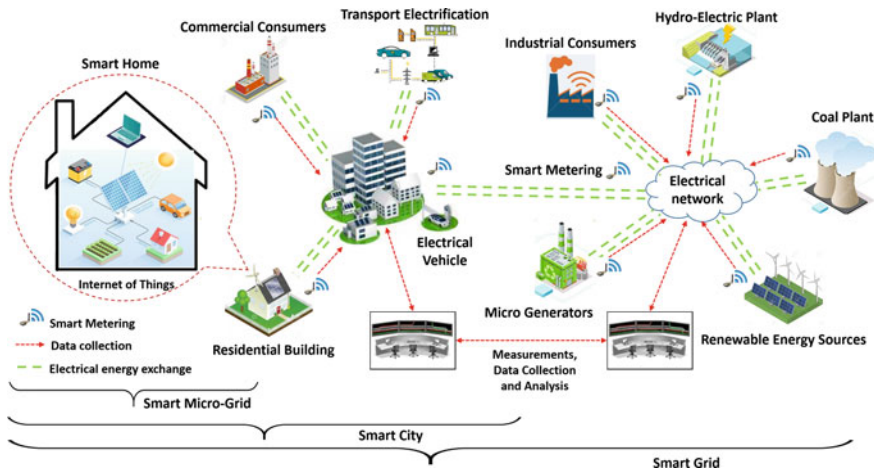 Commercial Consumers
Transport Electrification
Hydro-Electric Plant
Industrial Consumers
Smart Home
Coal Plant
Smart Metering
Electrical
network
Electrical
Vehicle
Internet of Things
Smart Metering
Data collection
Electrical energy exchange
Residential Building
Micro Generators
Renewable Energy Sources
Measurements,
Data Collection
and Analysis
Smart Micro-Grid
Smart City
Smart Grid